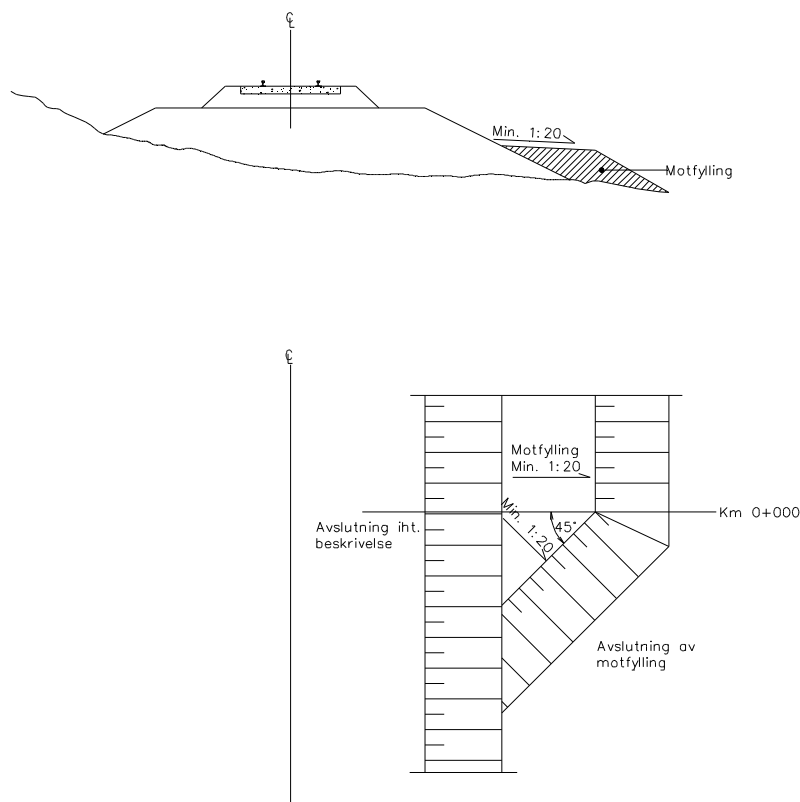 ℄
Min. 1:20
Motfylling
℄
Motfylling
Min. 1:20
Km 0+000
Min. 1:20
45°
Avslutning iht.
beskrivelse
Avslutning av
motfylling